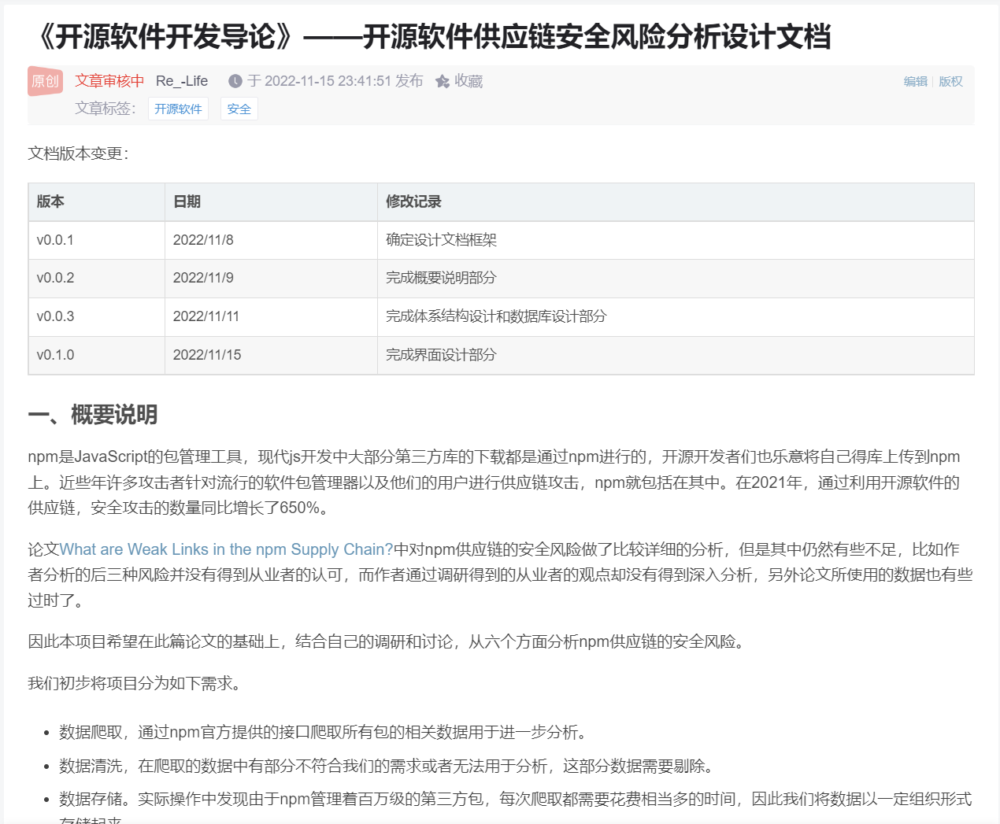 《开源软件开发导论》——开源软件供应链安全风险分析设计文档
原创 文章审核中 Re_-Life 于 2022-11-15 23:41:51 发布 收藏 编辑 版权
文章标签： 开源软件 安全
文档版本变更：
版本 日期 修改记录
v0.0.1 2022/11/8 确定设计文档框架
v0.0.2 2022/11/9 完成概要说明部分
v0.0.3 2022/11/11 完成体系结构设计和数据库设计部分
v0.1.0 2022/11/15 完成界面设计部分
一、概要说明
npm是JavaScript的包管理工具，现代js开发中大部分第三方库的下载都是通过npm进行的，开源开发者们也乐意将自己得库上传到npm
上。近些年许多攻击者针对流行的软件包管理器以及他们的用户进行供应链攻击，npm就包括在其中。在2021年，通过利用开源软件的
供应链，安全攻击的数量同比增长了650%。
论文What are Weak Links in the npm Supply Chain?中对npm供应链的安全风险做了比较详细的分析，但是其中仍然有些不足，比如作
者分析的后三种风险并没有得到从业者的认可，而作者通过调研得到的从业者的观点却没有得到深入分析，另外论文所使用的数据也有些
过时了。
因此本项目希望在此篇论文的基础上，结合自己的调研和讨论，从六个方面分析npm供应链的安全风险。
我们初步将项目分为如下需求。
• 数据爬取，通过npm官方提供的接口爬取所有包的相关数据用于进一步分析。
• 数据清洗，在爬取的数据中有部分不符合我们的需求或者无法用于分析，这部分数据需要剔除。
• 数据存储。实际操作中发现由于npm管理着百万级的第三方包，每次爬取都需要花费相当多的时间，因此我们将数据以一定组织形式
存储起来